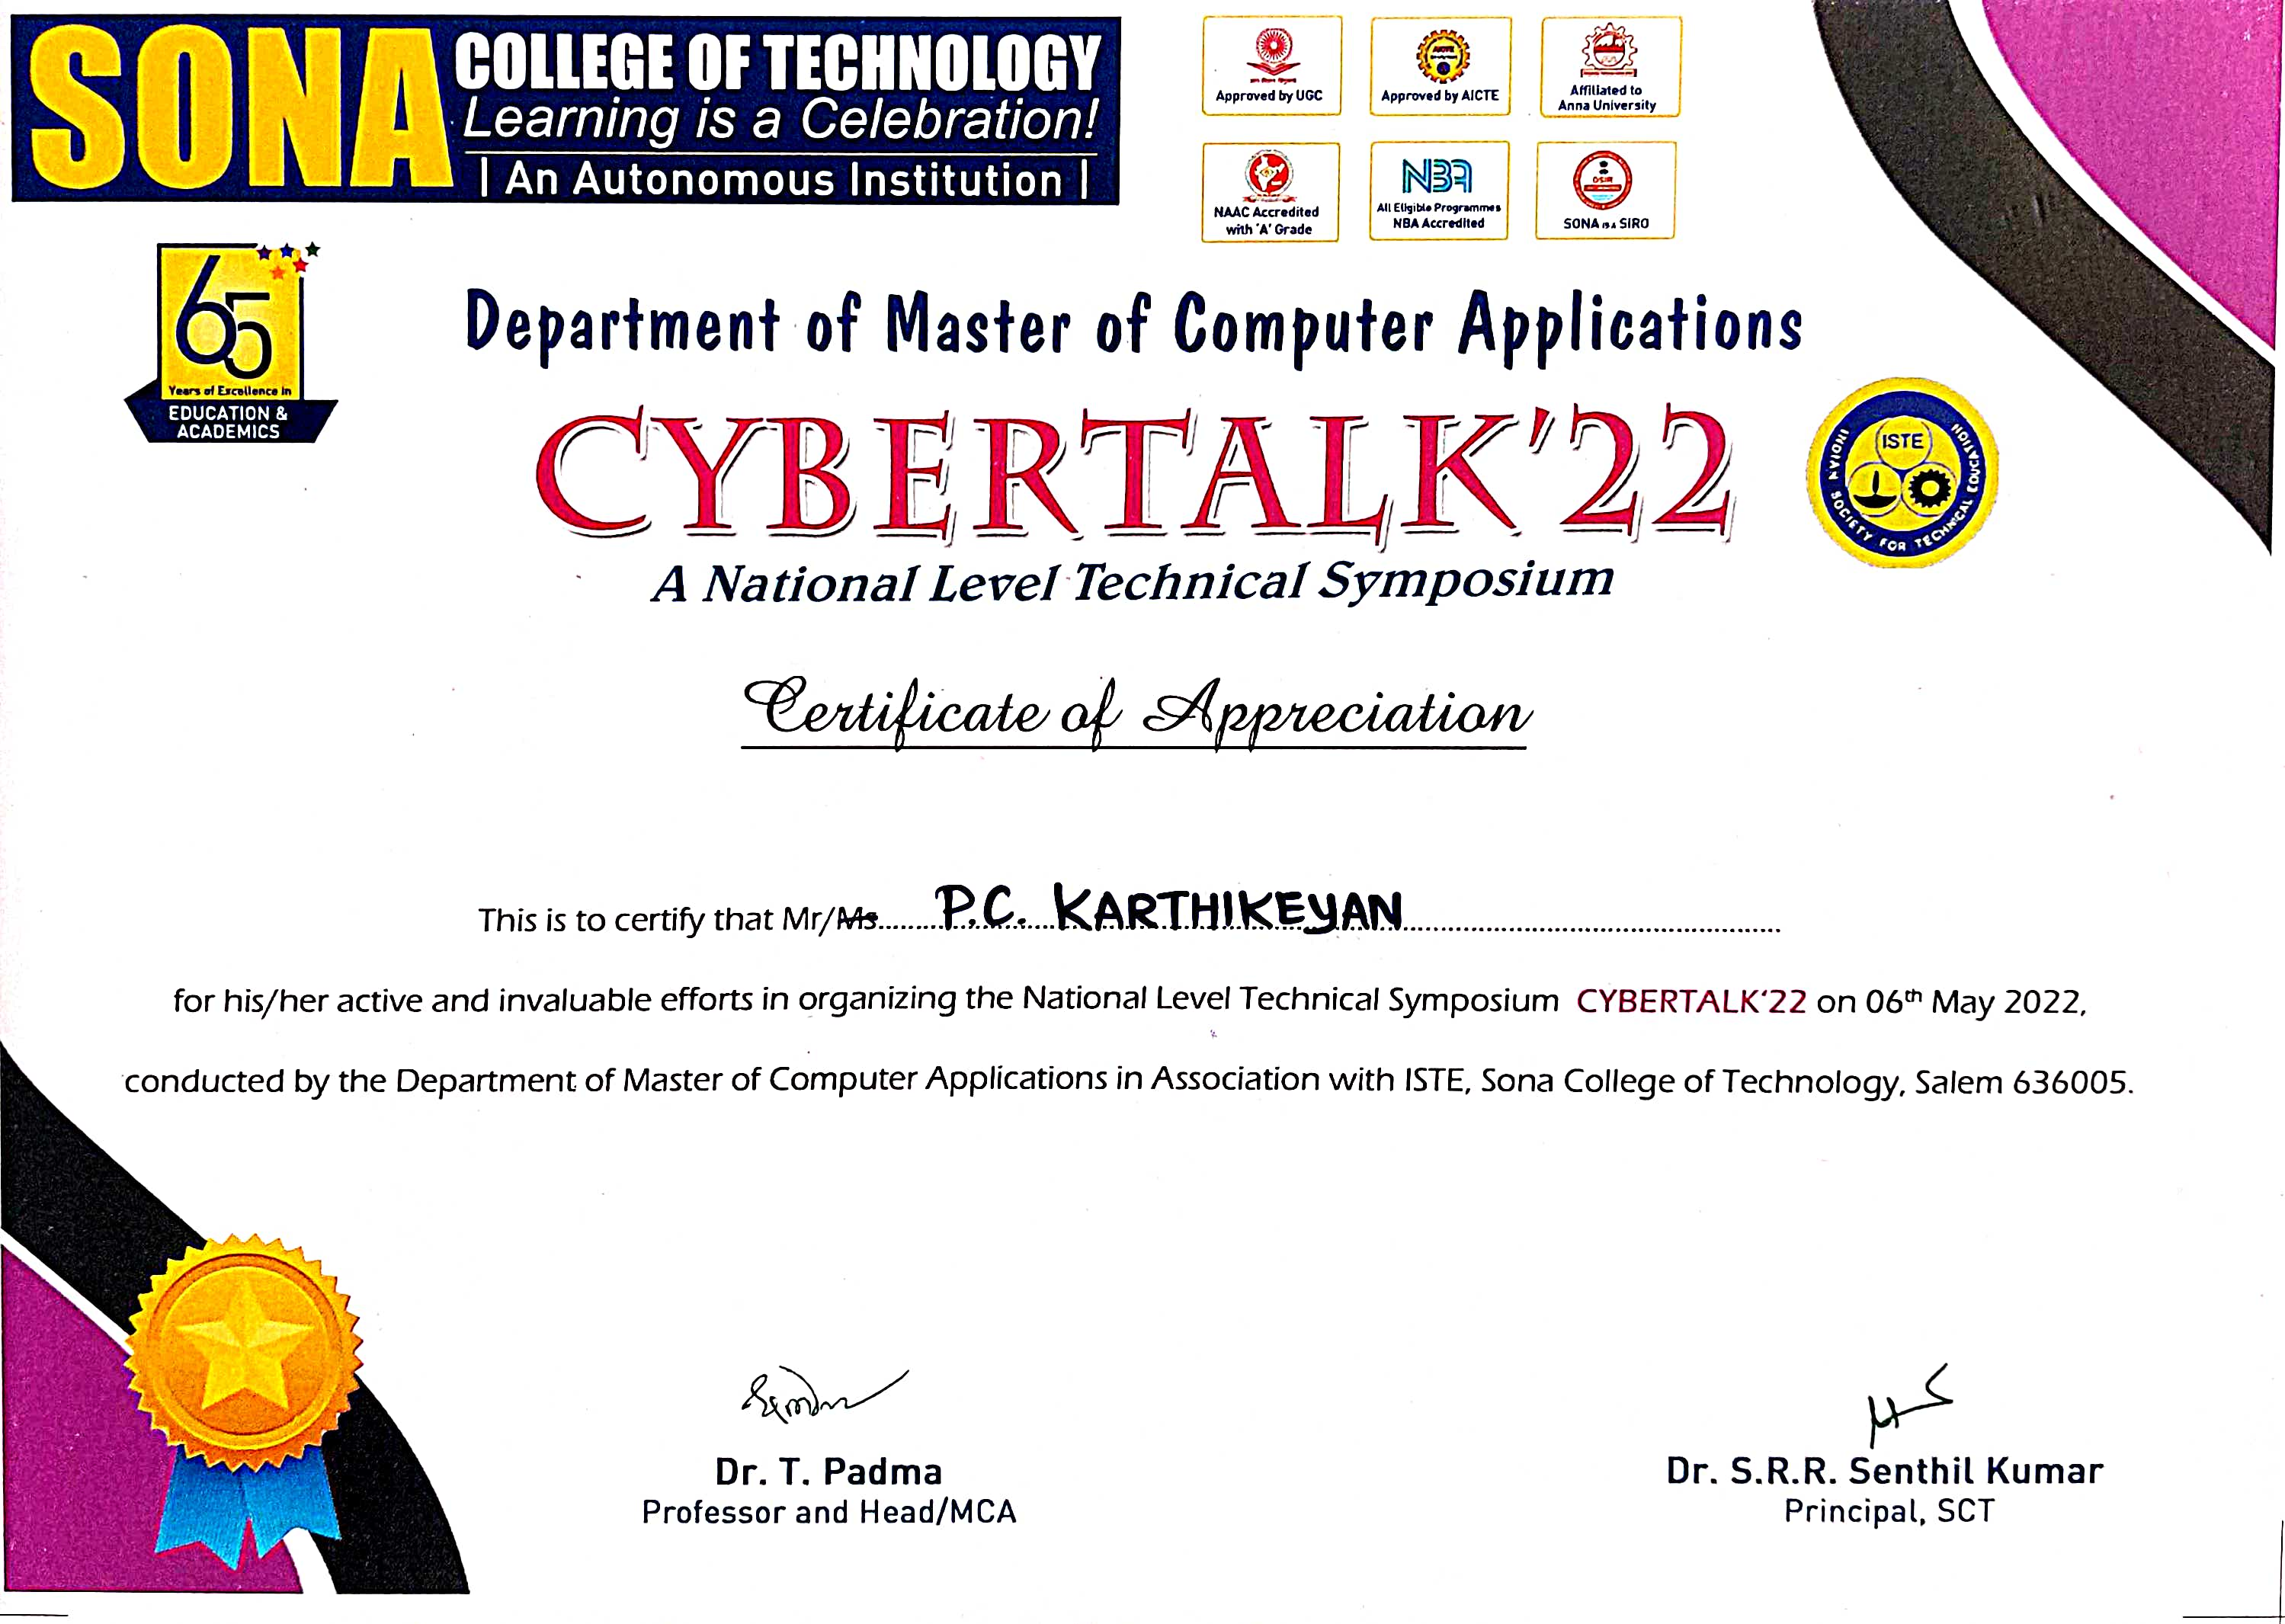 SONA COLLEGE OF TECHNOLOGY
Learning is a Celebration!
| An Autonomous Institution |
Approved by UGC
Approved by AICTE
Affiliated to
Anna University
NAAC Accredited
with 'A' Grade
NBA
All Eligible Programmes
NBA Accredited
SONA IS A SIRO
65
Years of Excellence in
EDUCATION &
ACADEMICS
Department of Master of Computer Applications
CYBERTALK'22
ISTE
INDIAN SOCIETY FOR TECHNICAL EDUCATION
A National Level Technical Symposium
Certificate of Appreciation
This is to certify that Mr/Ms. P.C. KARTHIKEYAN
for his/her active and invaluable efforts in organizing the National Level Technical Symposium CYBERTALK'22 on 06th May 2022,
conducted by the Department of Master of Computer Applications in Association with ISTE, Sona College of Technology, Salem 636005.
Dr. T. Padma
Professor and Head/MCA
Dr. S.R.R. Senthil Kumar
Principal, SCT